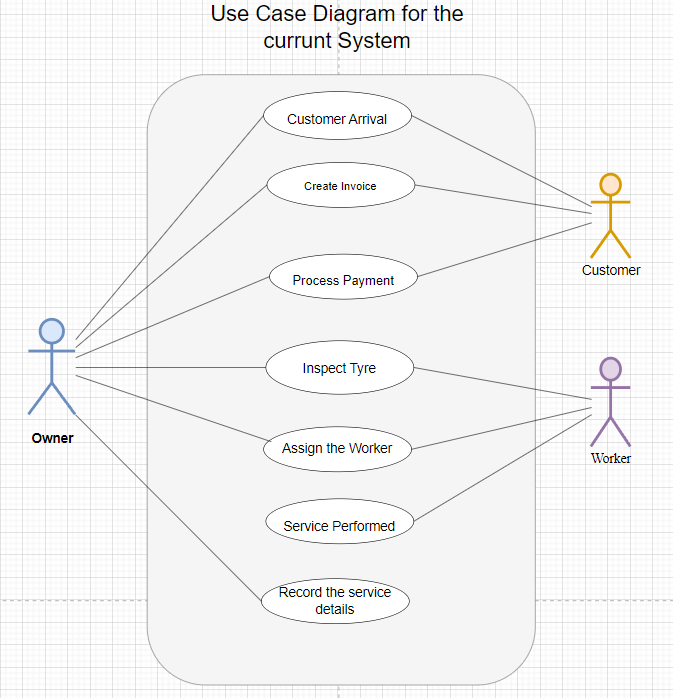 Use Case Diagram for the
currunt System
Customer Arrival
Create Invoice
Customer
Process Payment
Inspect Tyre
Owner
Assign the Worker
Worker
Service Performed
Record the service
details